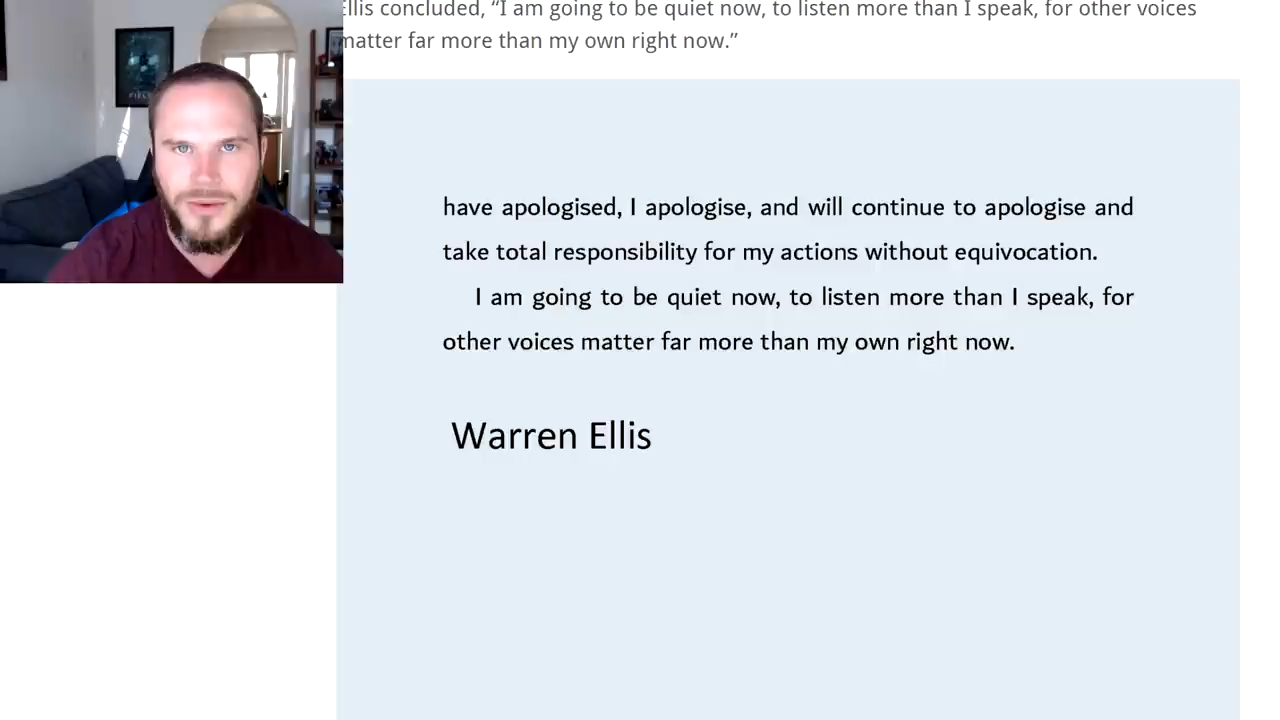 Ellis concluded, “I am going to be quiet now, to listen more than I speak, for other voices
matter far more than my own right now.”
have apologised, I apologise, and will continue to apologise and
take total responsibility for my actions without equivocation.
I am going to be quiet now, to listen more than I speak, for
other voices matter far more than my own right now.
Warren Ellis